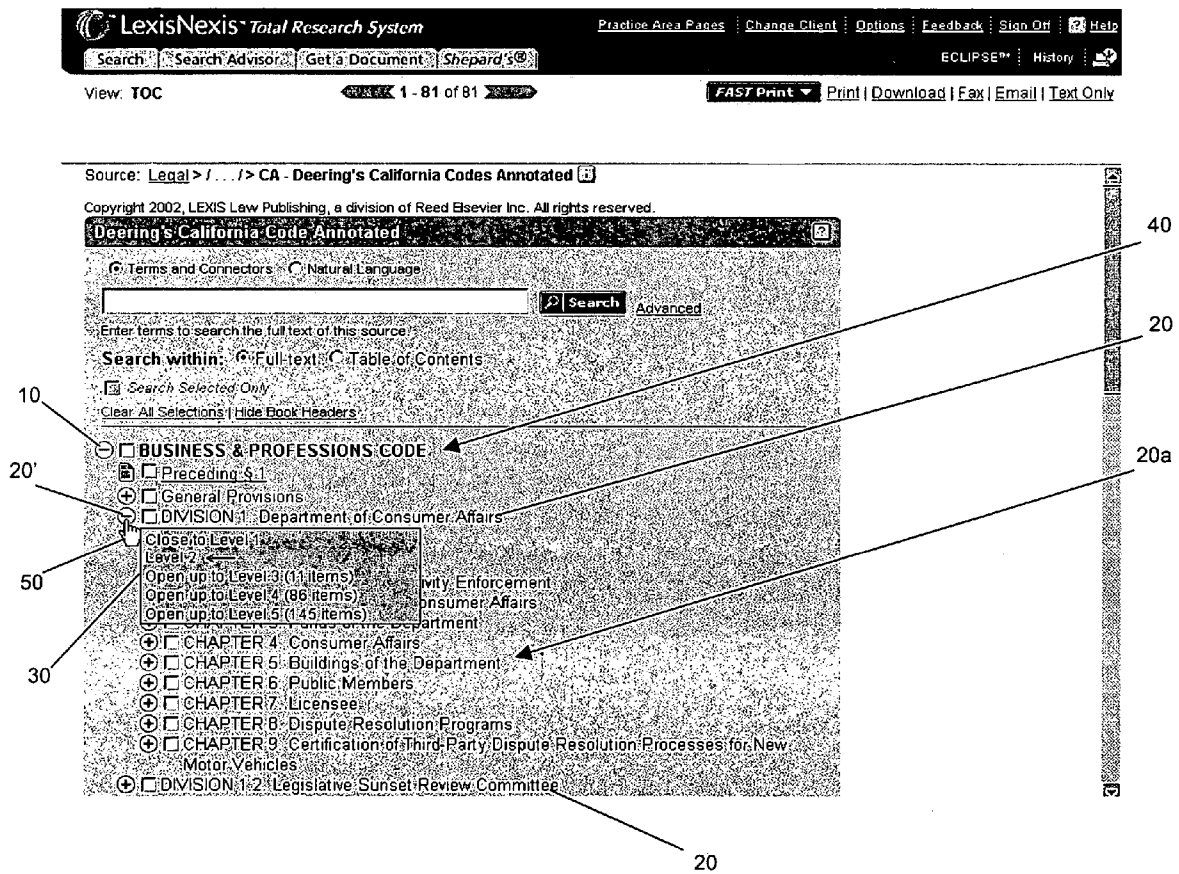 LexisNexis™ Total Research System
Practice Area Pages Change Client Options Feedback Sign Off ? Help
Search Search Advisor Get a Document Shepard's®
ECLIPSE™ History
View: TOC
1 - 81 of 81
FAST Print Print | Download | Fax | Email | Text Only
Source: Legal > / . . . / > CA - Deering's California Codes Annotated i
Copyright 2002, LEXIS Law Publishing, a division of Reed Elsevier Inc. All rights reserved.
Deering's California Code Annotated ?
40
Terms and Connectors Natural Language
Search Advanced
Enter terms to search the full text of this source.
20
Search within: Full-text Table of Contents
Search Selected Only
10
Clear All Selections | Hide Book Headers
BUSINESS & PROFESSIONS CODE
20a
20'
Preceding § 1
General Provisions
DIVISION 1. Department of Consumer Affairs
50
Close to Level 1
Level 2
Open up to Level 3 (11 items) Enforcement
Open up to Level 4 (86 items) Consumer Affairs
Open up to Level 5 (145 items) Department
30
CHAPTER 4. Consumer Affairs
CHAPTER 5. Buildings of the Department
CHAPTER 6. Public Members
CHAPTER 7. Licensee
CHAPTER 8. Dispute Resolution Programs
CHAPTER 9. Certification of Third-Party Dispute Resolution Processes for New
Motor Vehicles
DIVISION 1.2. Legislative Sunset Review Committee
20